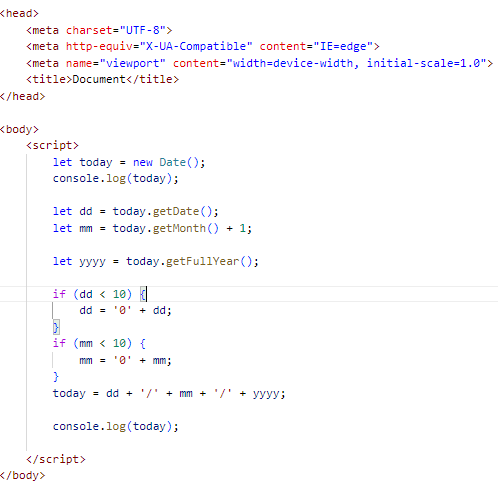 <head>
    <meta charset="UTF-8">
    <meta http-equiv="X-UA-Compatible" content="IE=edge">
    <meta name="viewport" content="width=device-width, initial-scale=1.0">
    <title>Document</title>
</head>

<body>
    <script>
        let today = new Date();
        console.log(today);

        let dd = today.getDate();
        let mm = today.getMonth() + 1;

        let yyyy = today.getFullYear();

        if (dd < 10) {
            dd = '0' + dd;
        }
        if (mm < 10) {
            mm = '0' + mm;
        }
        today = dd + '/' + mm + '/' + yyyy;

        console.log(today);

    </script>
</body>